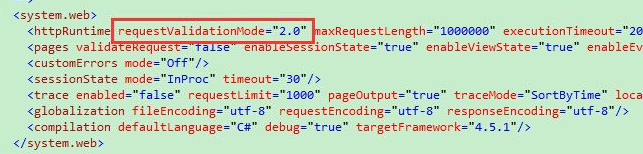 <system.web>
<httpRuntime requestValidationMode="2.0" maxRequestLength="1000000" executionTimeout="20
<pages validateRequest="false" enableSessionState="true" enableViewState="true" enableEv
<customErrors mode="Off"/>
<sessionState mode="InProc" timeout="30"/>
<trace enabled="false" requestLimit="1000" pageOutput="true" traceMode="SortByTime" loca
<globalization fileEncoding="utf-8" requestEncoding="utf-8" responseEncoding="utf-8"/>
<compilation defaultLanguage="C#" debug="true" targetFramework="4.5.1"/>
</system.web>